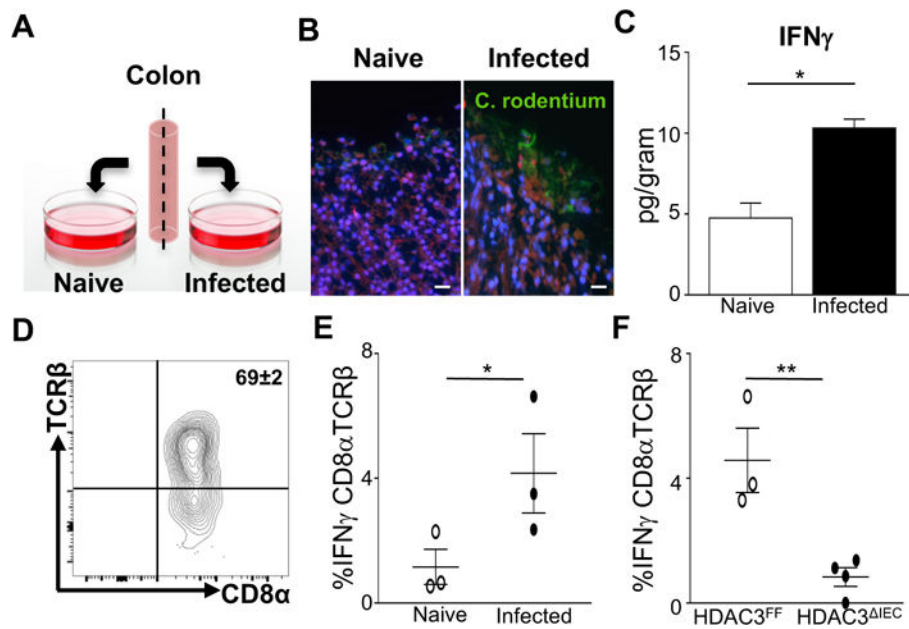 A
Colon
Naive
Infected
B
Naive
Infected
C. rodentium
C
IFNγ
*
15
10
5
0
pg/gram
Naive
Infected
D
69±2
TCRβ
CD8α
E
8
*
4
0
%IFNγ CD8αTCRβ
Naive
Infected
F
8
**
4
0
%IFNγ CD8αTCRβ
HDAC3FF
HDAC3ΔIEC